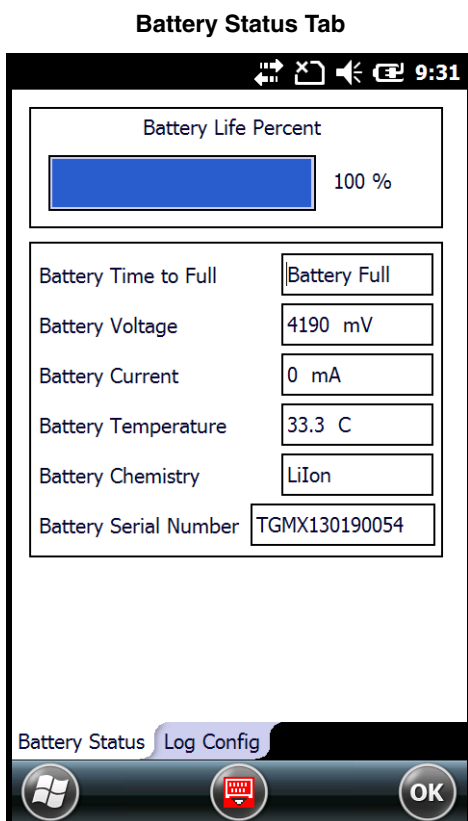 Battery Status Tab
9:31
Battery Life Percent
100 %
Battery Time to Full Battery Full
Battery Voltage 4190 mV
Battery Current 0 mA
Battery Temperature 33.3 C
Battery Chemistry LiIon
Battery Serial Number TGMX130190054
Battery Status Log Config
OK